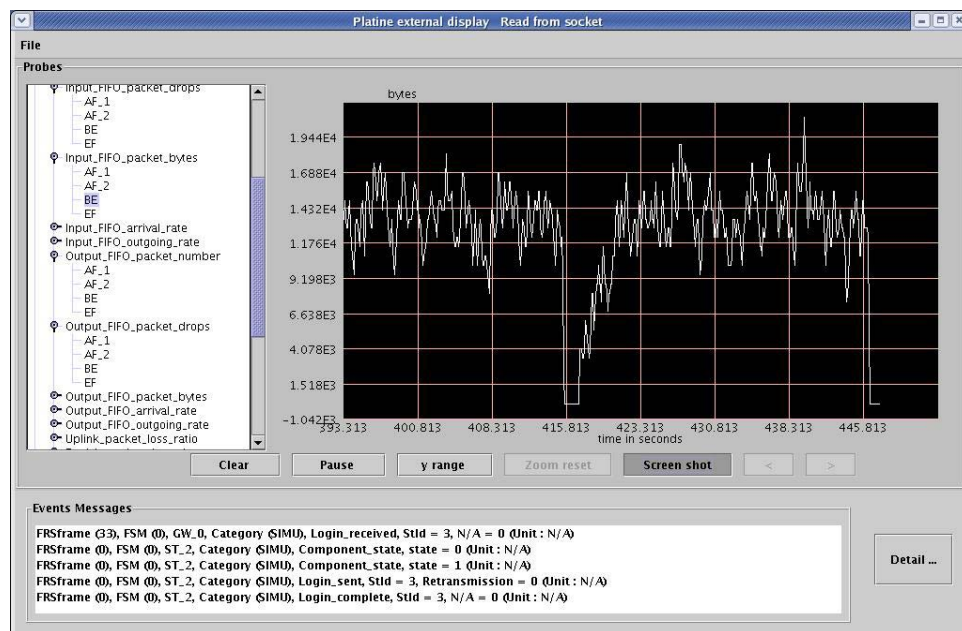 Platine external display Read from socket
File
Probes
Input_FIFO_packet_drops
AF_1
AF_2
BE
EF
Input_FIFO_packet_bytes
AF_1
AF_2
BE
EF
Input_FIFO_arrival_rate
Input_FIFO_outgoing_rate
Output_FIFO_packet_number
AF_1
AF_2
BE
EF
Output_FIFO_packet_drops
AF_1
AF_2
BE
EF
Output_FIFO_packet_bytes
Output_FIFO_arrival_rate
Output_FIFO_outgoing_rate
Uplink_packet_loss_ratio
bytes
1.944E4
1.688E4
1.432E4
1.176E4
9.198E3
6.638E3
4.078E3
1.518E3
-1.042E3
393.313 400.813 408.313 415.813 423.313 430.813 438.313 445.813
time in seconds
Clear Pause y range Zoom reset Screen shot < >
Events Messages
FRSframe (33), FSM (0), GW_0, Category (SIMU), Login_received, StId = 3, N/A = 0 (Unit : N/A)
FRSframe (0), FSM (0), ST_2, Category (SIMU), Component_state, state = 0 (Unit : N/A)
FRSframe (0), FSM (0), ST_2, Category (SIMU), Component_state, state = 1 (Unit : N/A)
FRSframe (0), FSM (0), ST_2, Category (SIMU), Login_sent, StId = 3, Retransmission = 0 (Unit : N/A)
FRSframe (0), FSM (0), ST_2, Category (SIMU), Login_complete, StId = 3, N/A = 0 (Unit : N/A)
Detail ...